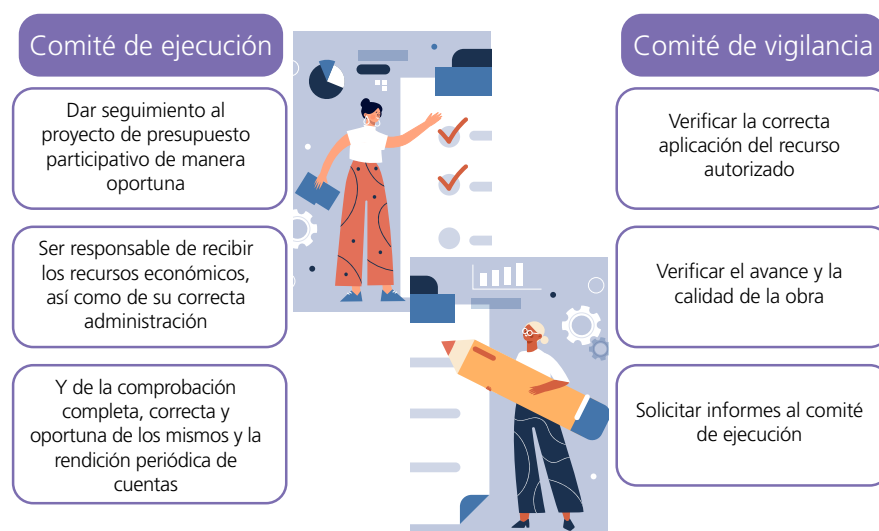 Comité de ejecución
Dar seguimiento al
proyecto de presupuesto
participativo de manera
oportuna
Ser responsable de recibir
los recursos económicos,
así como de su correcta
administración
Y de la comprobación
completa, correcta y
oportuna de los mismos y la
rendición periódica de
cuentas
Comité de vigilancia
Verificar la correcta
aplicación del recurso
autorizado
Verificar el avance y la
calidad de la obra
Solicitar informes al comité
de ejecución